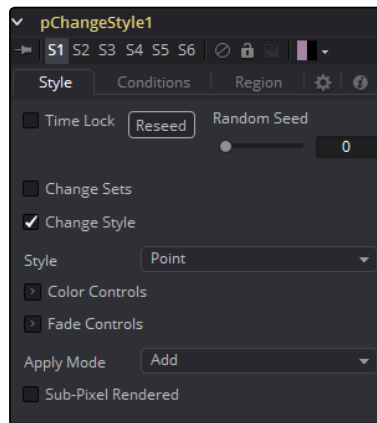 pChangeStyle1
S1 S2 S3 S4 S5 S6
Style Conditions Region
Time Lock Reseed Random Seed
0
Change Sets
Change Style
Style Point
Color Controls
Fade Controls
Apply Mode Add
Sub-Pixel Rendered